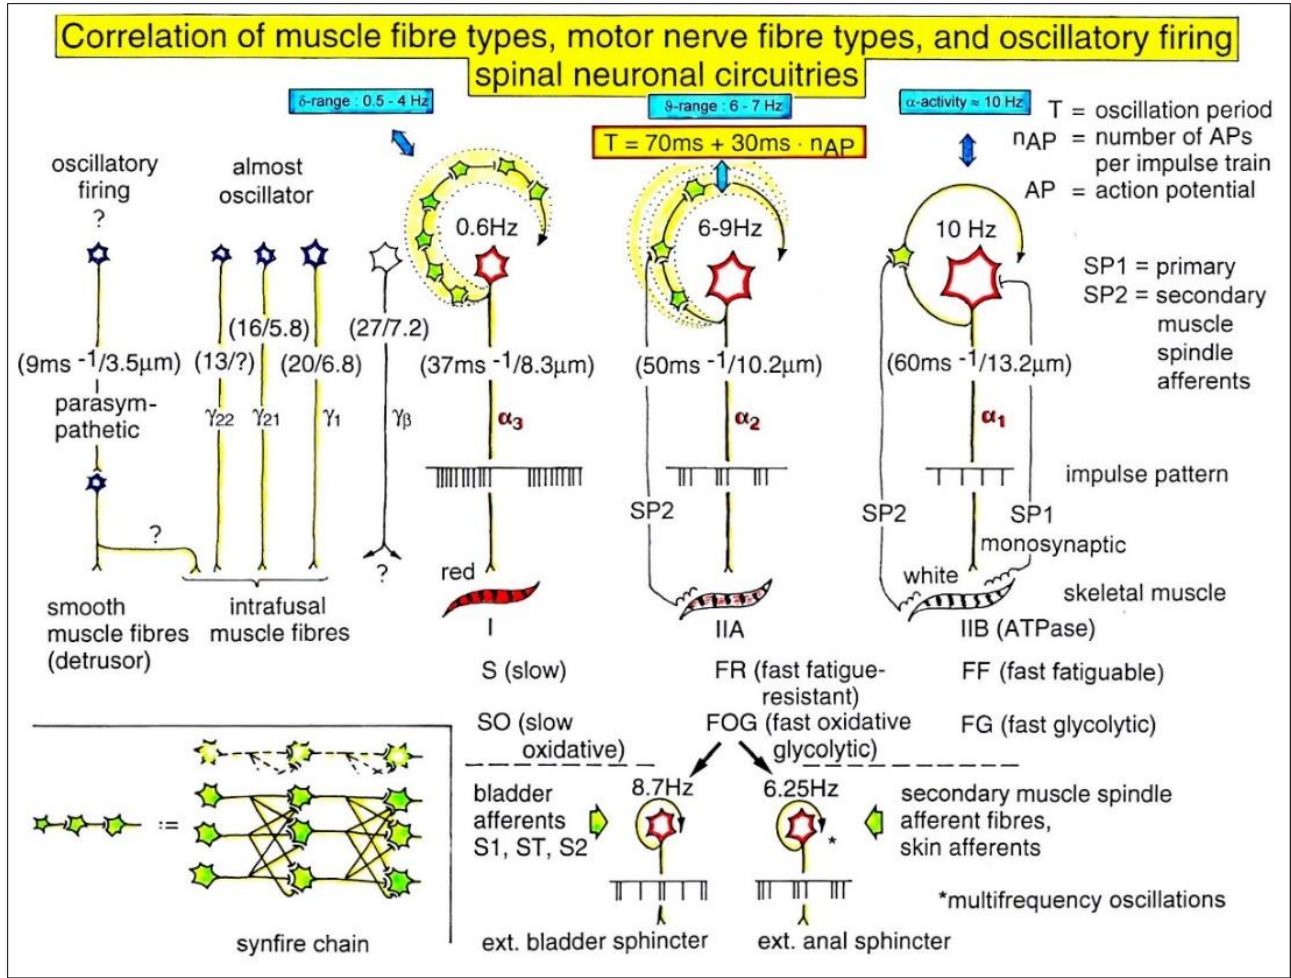 Correlation of muscle fibre types, motor nerve fibre types, and oscillatory firing
spinal neuronal circuitries
δ-range : 0.5 - 4 Hz
ϑ-range : 6 - 7 Hz
α-activity ≈ 10 Hz
T = 70ms + 30ms · nAP
T = oscillation period
nAP = number of APs
per impulse train
AP = action potential
oscillatory
firing
?
almost
oscillator
0.6Hz
6-9Hz
10 Hz
SP1 = primary
SP2 = secondary
muscle
spindle
afferents
(9ms -1/3.5µm)
(13/?)
(16/5.8)
(20/6.8)
(27/7.2)
(37ms -1/8.3µm)
(50ms -1/10.2µm)
(60ms -1/13.2µm)
parasym-
pathetic
γ22
γ21
γ1
γβ
α3
α2
α1
impulse pattern
SP2
SP2
SP1
monosynaptic
?
?
red
white
skeletal muscle
smooth
muscle fibres
(detrusor)
intrafusal
muscle fibres
I
IIA
IIB (ATPase)
S (slow)
FR (fast fatigue-
resistant)
FF (fast fatiguable)
SO (slow
oxidative)
FOG (fast oxidative
glycolytic)
FG (fast glycolytic)
:=
synfire chain
bladder
afferents
S1, ST, S2
8.7Hz
6.25Hz
*
secondary muscle spindle
afferent fibres,
skin afferents
*multifrequency oscillations
ext. bladder sphincter
ext. anal sphincter